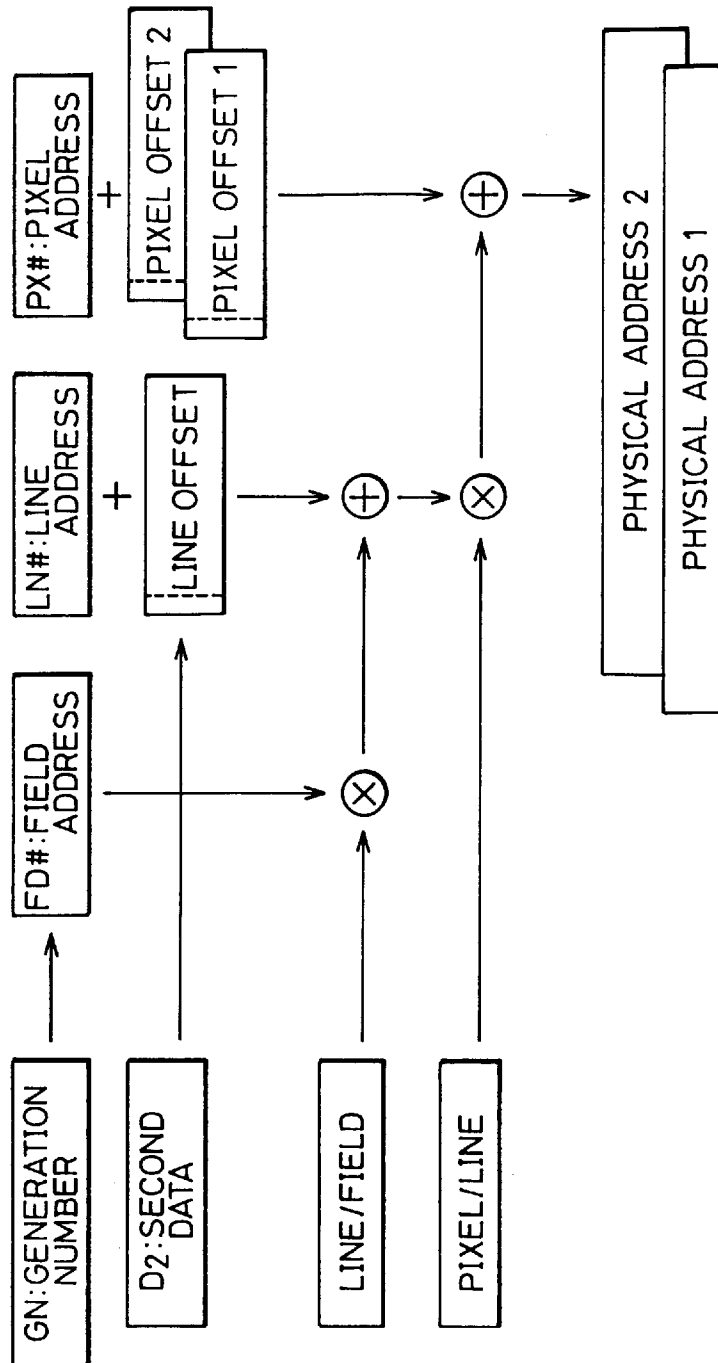 GN:GENERATION
NUMBER
FD#:FIELD
ADDRESS
LN#:LINE
ADDRESS
PX#:PIXEL
ADDRESS
+
+
D2:SECOND
DATA
LINE OFFSET
PIXEL OFFSET 2
PIXEL OFFSET 1
LINE/FIELD
×
+
PIXEL/LINE
×
+
PHYSICAL ADDRESS 2
PHYSICAL ADDRESS 1